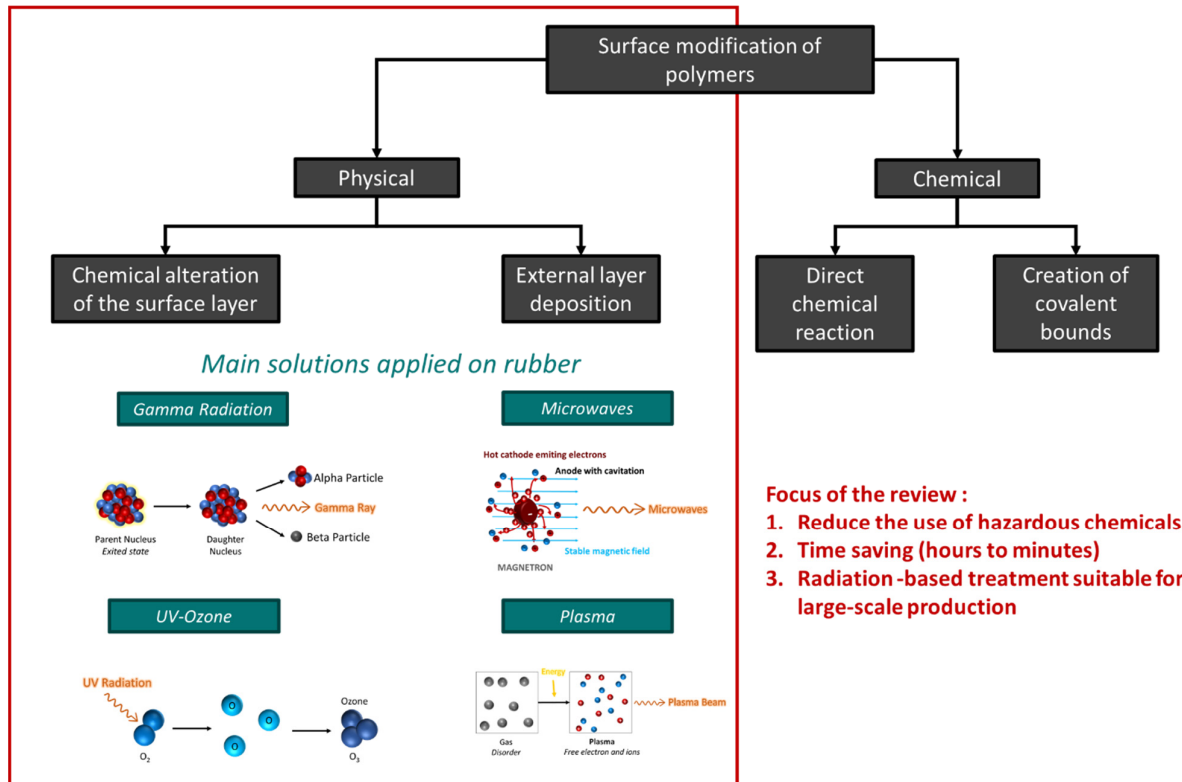 Surface modification of
polymers
Physical
Chemical
Chemical alteration
of the surface layer
External layer
deposition
Direct
chemical
reaction
Creation of
covalent
bounds
Main solutions applied on rubber
Gamma Radiation
Microwaves
Hot cathode emiting electrons
Anode with cavitation
Alpha Particle
Gamma Ray
Microwaves
Parent Nucleus
Exited state
Daughter
Nucleus
Beta Particle
Stable magnetic field
MAGNETRON
Focus of the review :
1. Reduce the use of hazardous chemicals
2. Time saving (hours to minutes)
3. Radiation -based treatment suitable for
large-scale production
UV-Ozone
Plasma
UV Radiation
O
O
O
Ozone
O2
O3
Energy
Plasma Beam
Gas
Disorder
Plasma
Free electron and ions